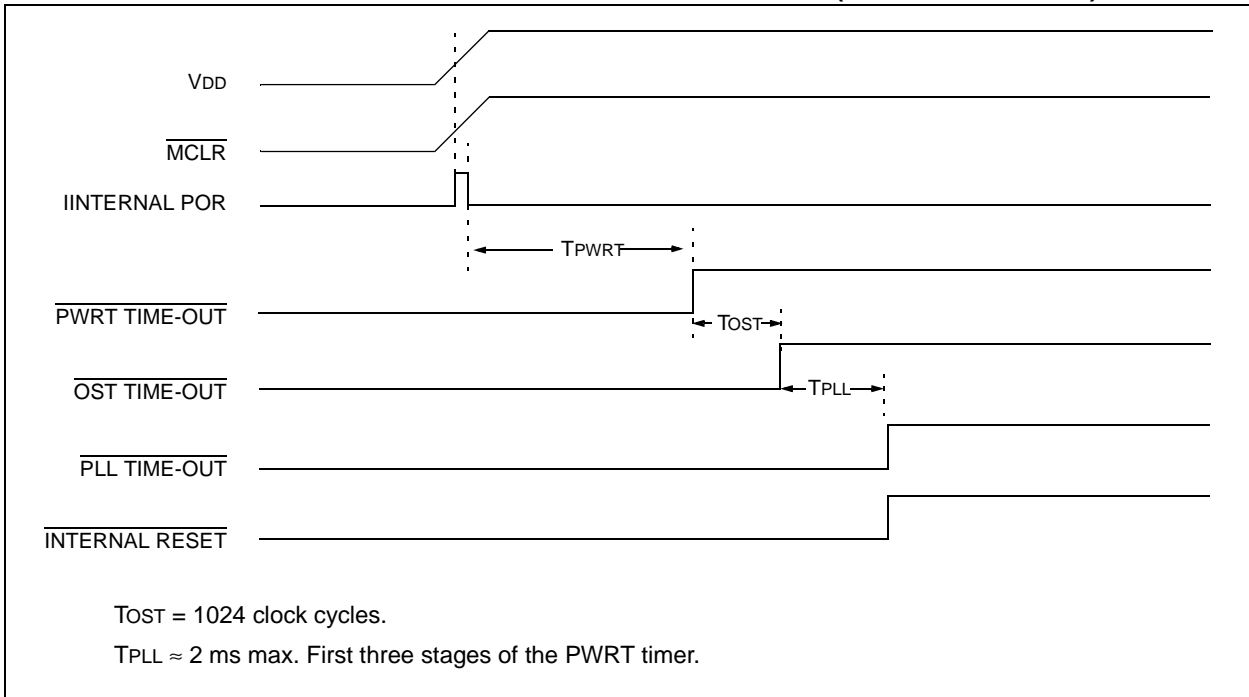 VDD
MCLR
IINTERNAL POR
TPWRT
PWRT TIME-OUT
TOST
OST TIME-OUT
TPLL
PLL TIME-OUT
INTERNAL RESET
TOST = 1024 clock cycles.
TPLL ≈ 2 ms max. First three stages of the PWRT timer.